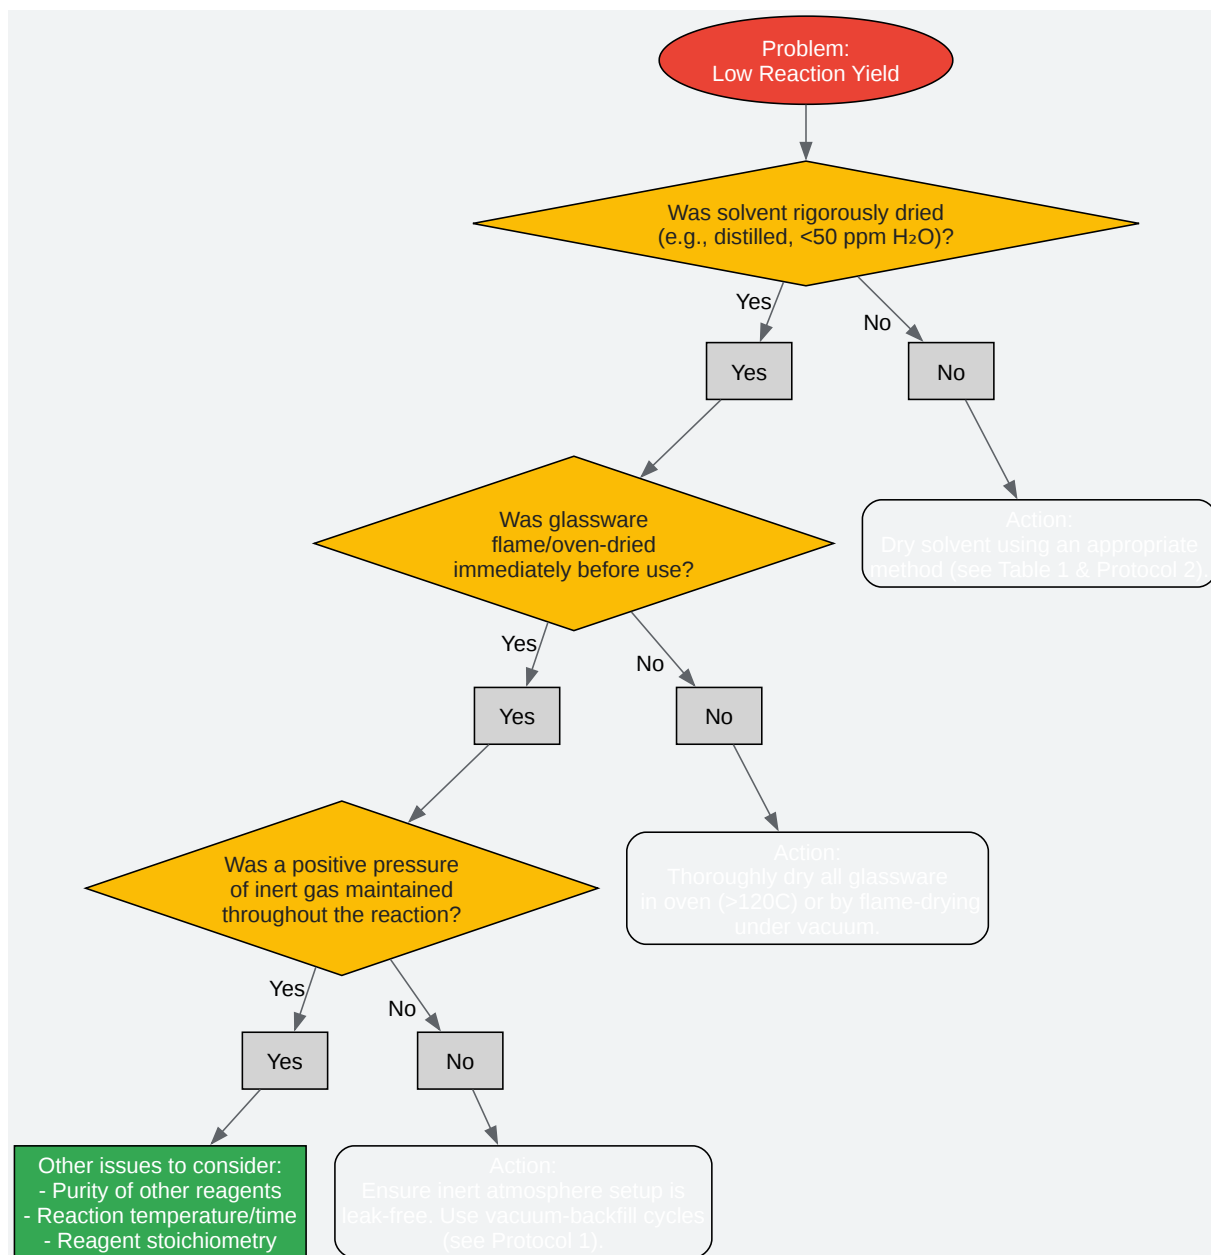 Problem:
Low Reaction Yield
Was solvent rigorously dried
(e.g., distilled, <50 ppm H₂O)?
Yes
No
Yes
No
Was glassware
flame/oven-dried
immediately before use?
Action:
Dry solvent using an appropriate
method (see Table 1 & Protocol 2).
Yes
No
Yes
No
Was a positive pressure
of inert gas maintained
throughout the reaction?
Action:
Thoroughly dry all glassware
in oven (>120C) or by flame-drying
under vacuum.
Yes
No
Yes
No
Other issues to consider:
- Purity of other reagents
- Reaction temperature/time
- Reagent stoichiometry
Action:
Ensure inert atmosphere setup is
leak-free. Use vacuum-backfill cycles
(see Protocol 1).